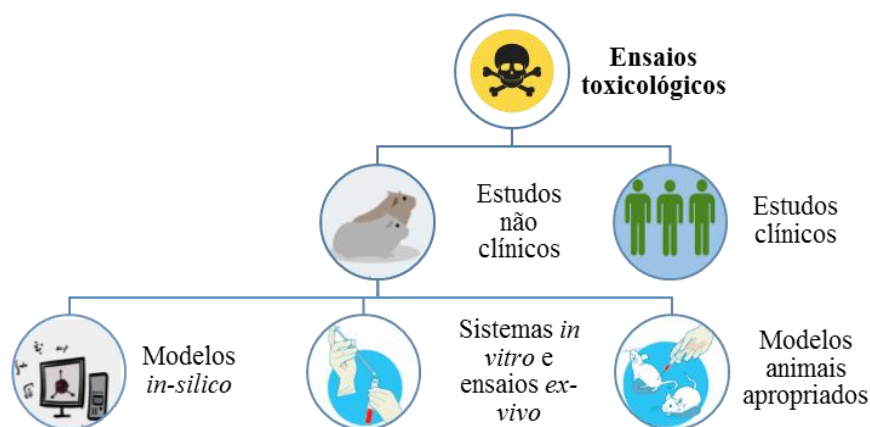 Ensaios
toxicológicos
Estudos
não
clínicos
Estudos
clínicos
Modelos
in-silico
Sistemas in
vitro e
ensaios ex-
vivo
Modelos
animais
apropriados